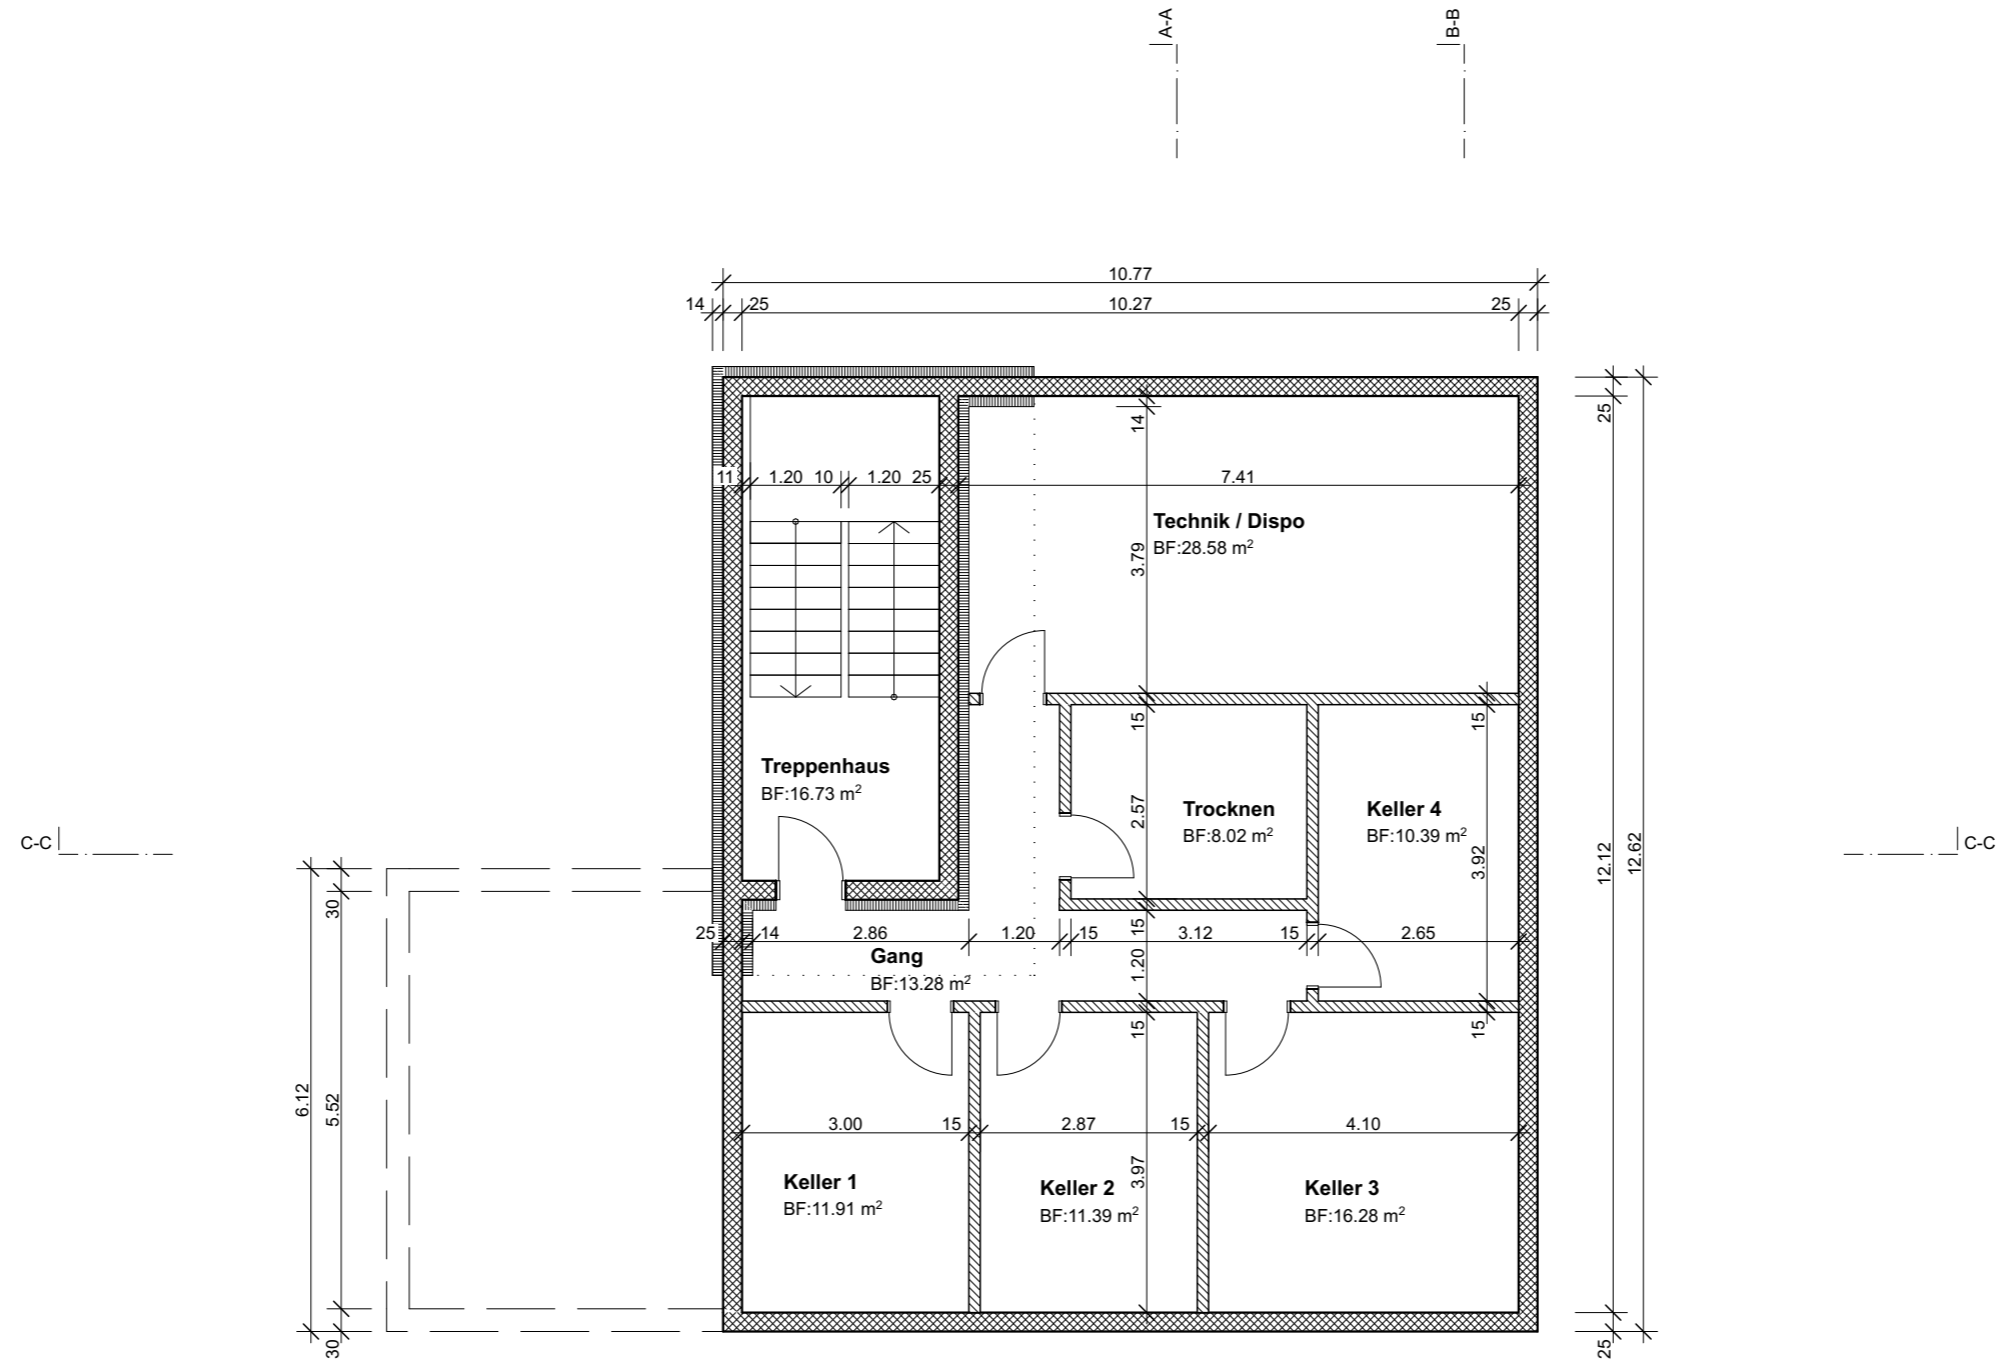 A-A
B-B
10.77
14
25
10.27
25
25
14
11
1.20
10
1.20
25
7.41
Technik / Dispo
BF:28.58 m²
3.79
15
15
Treppenhaus
BF:16.73 m²
2.57
Trocknen
BF:8.02 m²
Keller 4
BF:10.39 m²
3.92
C-C
C-C
12.12
12.62
30
25
14
2.86
1.20
15
15
3.12
15
2.65
Gang
BF:13.28 m²
1.20
15
15
6.12
5.52
3.00
15
2.87
15
4.10
3.97
Keller 1
BF:11.91 m²
Keller 2
BF:11.39 m²
Keller 3
BF:16.28 m²
30
25